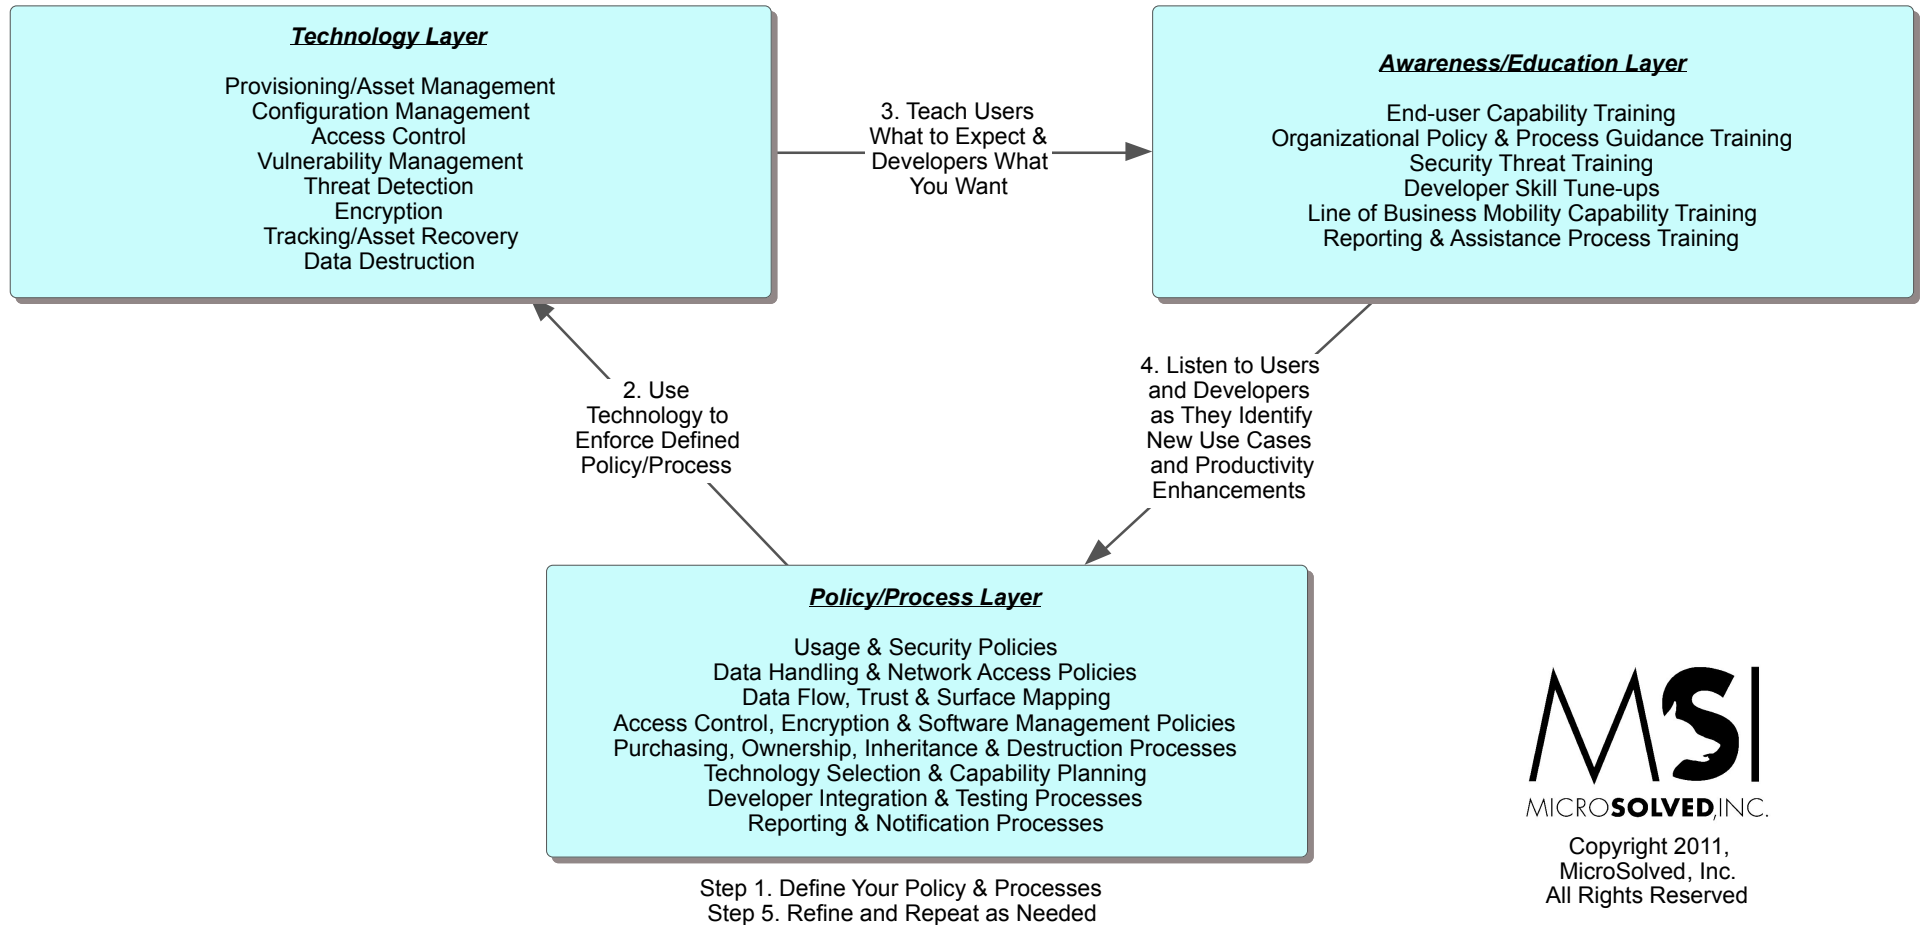 Technology Layer
Provisioning/Asset Management
Configuration Management
Access Control
Vulnerability Management
Threat Detection
Encryption
Tracking/Asset Recovery
Data Destruction
3. Teach Users
What to Expect &
Developers What
You Want
Awareness/Education Layer
End-user Capability Training
Organizational Policy & Process Guidance Training
Security Threat Training
Developer Skill Tune-ups
Line of Business Mobility Capability Training
Reporting & Assistance Process Training
2. Use
Technology to
Enforce Defined
Policy/Process
4. Listen to Users
and Developers
as They Identify
New Use Cases
and Productivity
Enhancements
Policy/Process Layer
Usage & Security Policies
Data Handling & Network Access Policies
Data Flow, Trust & Surface Mapping
Access Control, Encryption & Software Management Policies
Purchasing, Ownership, Inheritance & Destruction Processes
Technology Selection & Capability Planning
Developer Integration & Testing Processes
Reporting & Notification Processes
Step 1. Define Your Policy & Processes
Step 5. Refine and Repeat as Needed
MSI
MICROSOLVED, INC.
Copyright 2011,
MicroSolved, Inc.
All Rights Reserved